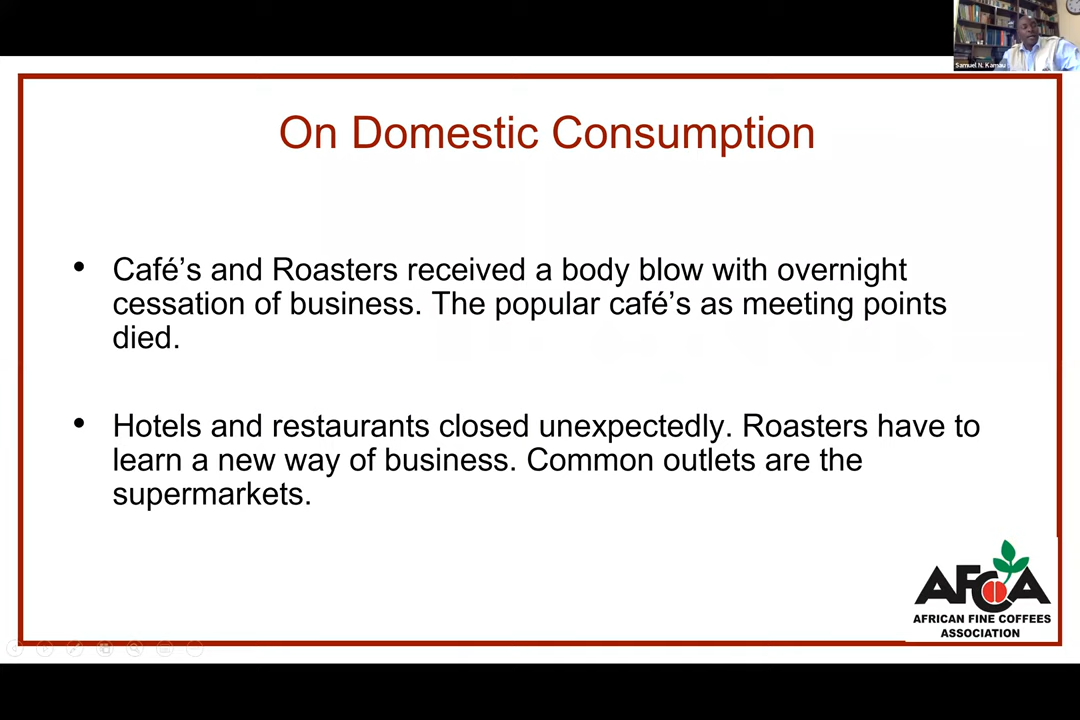 Samuel N. Kamau
On Domestic Consumption
• Café’s and Roasters received a body blow with overnight
cessation of business. The popular café’s as meeting points
died.
• Hotels and restaurants closed unexpectedly. Roasters have to
learn a new way of business. Common outlets are the
supermarkets.
AFCA
AFRICAN FINE COFFEES
ASSOCIATION